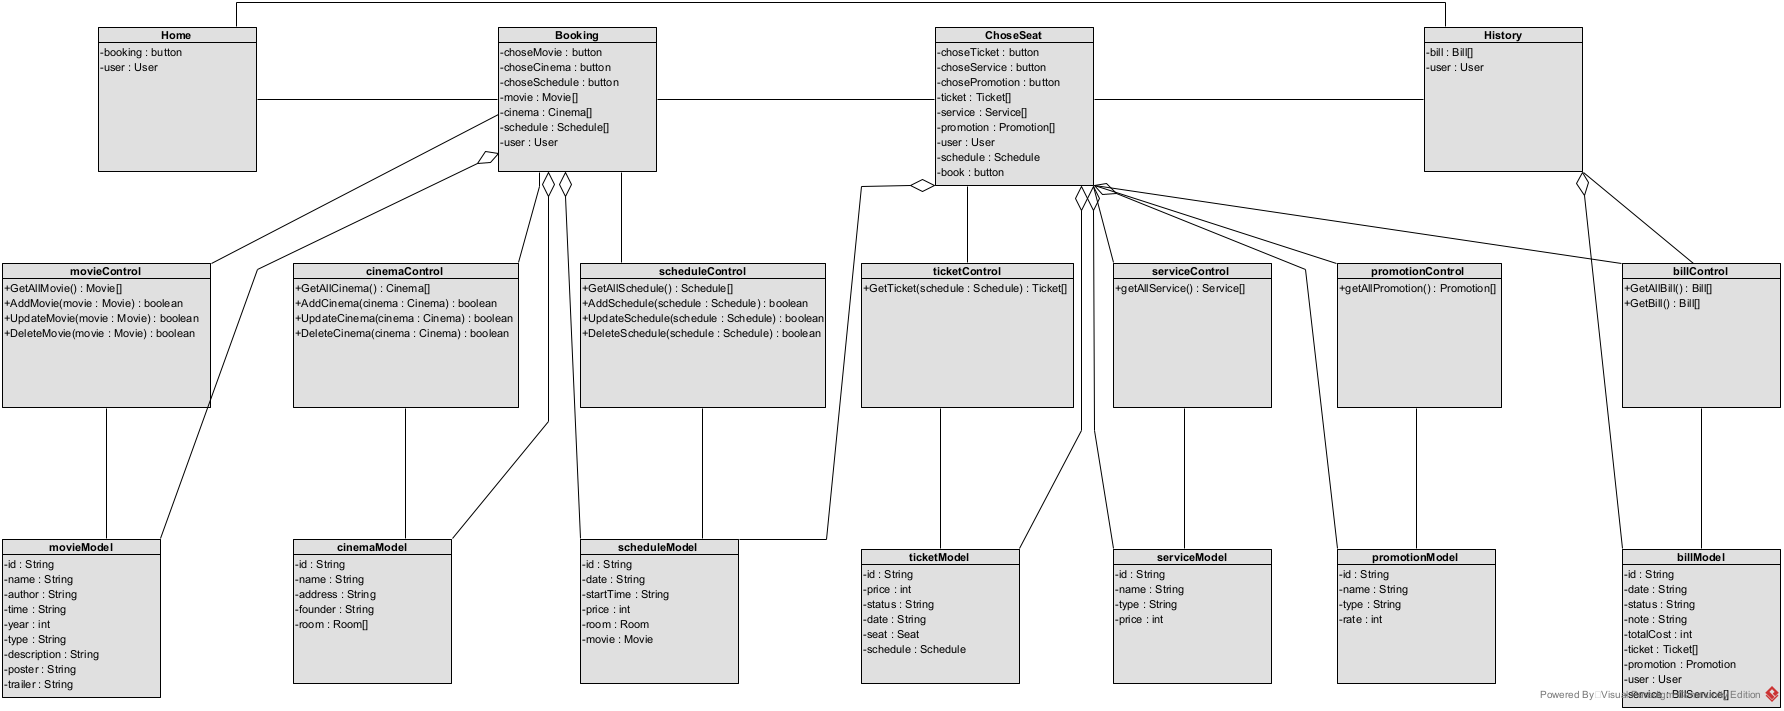 Home
-booking : button
-user : User
Booking
-choseMovie : button
-choseCinema : button
-choseSchedule : button
-movie : Movie[]
-cinema : Cinema[]
-schedule : Schedule[]
-user : User
ChoseSeat
-choseTicket : button
-choseService : button
-chosePromotion : button
-ticket : Ticket[]
-service : Service[]
-promotion : Promotion[]
-user : User
-schedule : Schedule
-book : button
History
-bill : Bill[]
-user : User
movieControl
+GetAllMovie() : Movie[]
+AddMovie(movie : Movie) : boolean
+UpdateMovie(movie : Movie) : boolean
+DeleteMovie(movie : Movie) : boolean
cinemaControl
+GetAllCinema() : Cinema[]
+AddCinema(cinema : Cinema) : boolean
+UpdateCinema(cinema : Cinema) : boolean
+DeleteCinema(cinema : Cinema) : boolean
scheduleControl
+GetAllSchedule() : Schedule[]
+AddSchedule(schedule : Schedule) : boolean
+UpdateSchedule(schedule : Schedule) : boolean
+DeleteSchedule(schedule : Schedule) : boolean
ticketControl
+GetTicket(schedule : Schedule) : Ticket[]
serviceControl
+getAllService() : Service[]
promotionControl
+getAllPromotion() : Promotion[]
billControl
+GetAllBill() : Bill[]
+GetBill() : Bill[]
movieModel
-id : String
-name : String
-author : String
-time : String
-year : int
-type : String
-description : String
-poster : String
-trailer : String
cinemaModel
-id : String
-name : String
-address : String
-founder : String
-room : Room[]
scheduleModel
-id : String
-date : String
-startTime : String
-price : int
-room : Room
-movie : Movie
ticketModel
-id : String
-price : int
-status : String
-date : String
-seat : Seat
-schedule : Schedule
serviceModel
-id : String
-name : String
-type : String
-price : int
promotionModel
-id : String
-name : String
-type : String
-rate : int
billModel
-id : String
-date : String
-status : String
-note : String
-totalCost : int
-ticket : Ticket[]
-promotion : Promotion
-user : User
-service : BillService[]
Powered By Visual Paradigm Community Edition